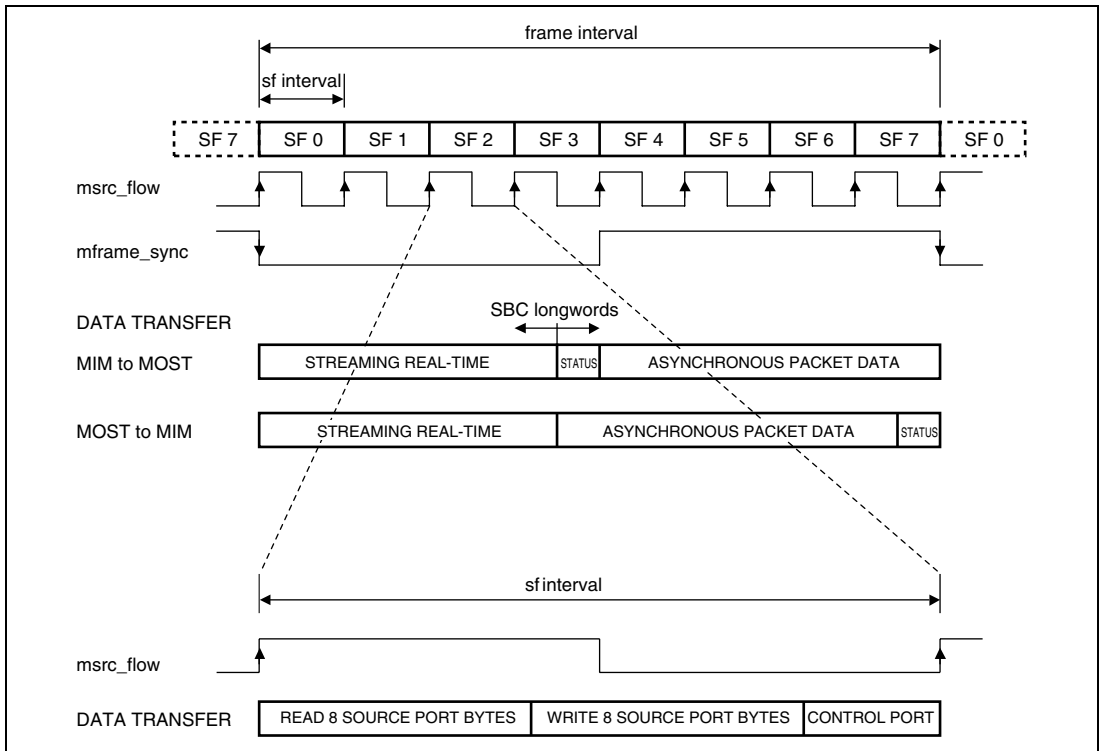 frame interval
sf interval
SF 7 SF 0 SF 1 SF 2 SF 3 SF 4 SF 5 SF 6 SF 7 SF 0
msrc_flow
mframe_sync
SBC longwords
DATA TRANSFER
MIM to MOST STREAMING REAL-TIME STATUS ASYNCHRONOUS PACKET DATA
MOST to MIM STREAMING REAL-TIME ASYNCHRONOUS PACKET DATA STATUS
sf interval
msrc_flow
DATA TRANSFER READ 8 SOURCE PORT BYTES WRITE 8 SOURCE PORT BYTES CONTROL PORT